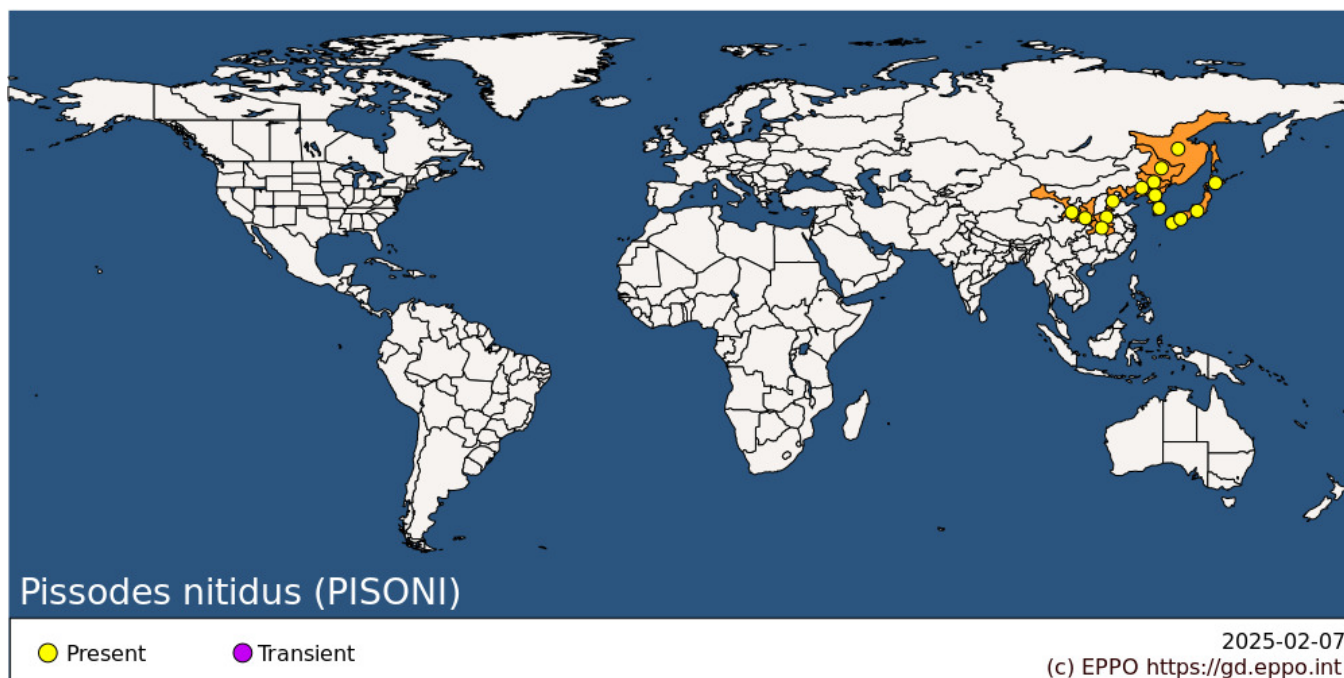 Pissodes nitidus (PISONI)
Present
Transient
2025-02-07
(c) EPPO https://gd.eppo.int